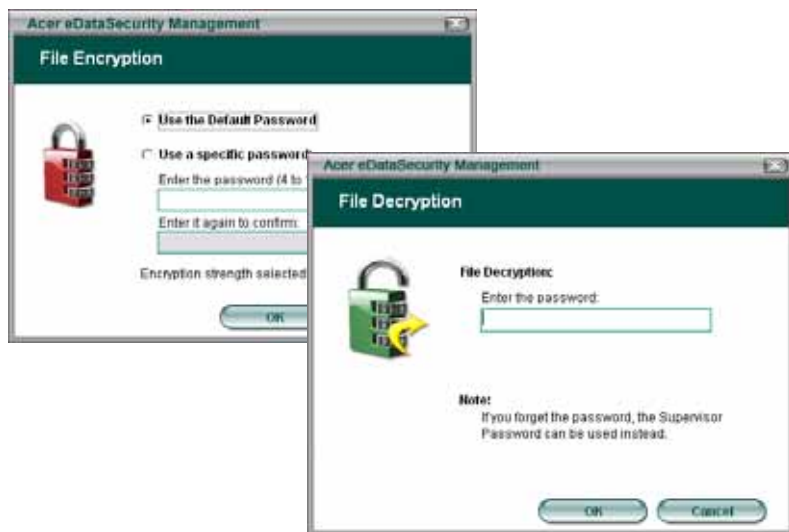 Acer eDataSecurity Management
File Encryption
Use the Default Password
Use a specific password:
Enter the password (4 to
Enter it again to confirm:
Encryption strength selected
OK
Acer eDataSecurity Management
File Decryption
File Decryption:
Enter the password:
Note:
If you forget the password, the Supervisor
Password can be used instead.
OK
Cancel